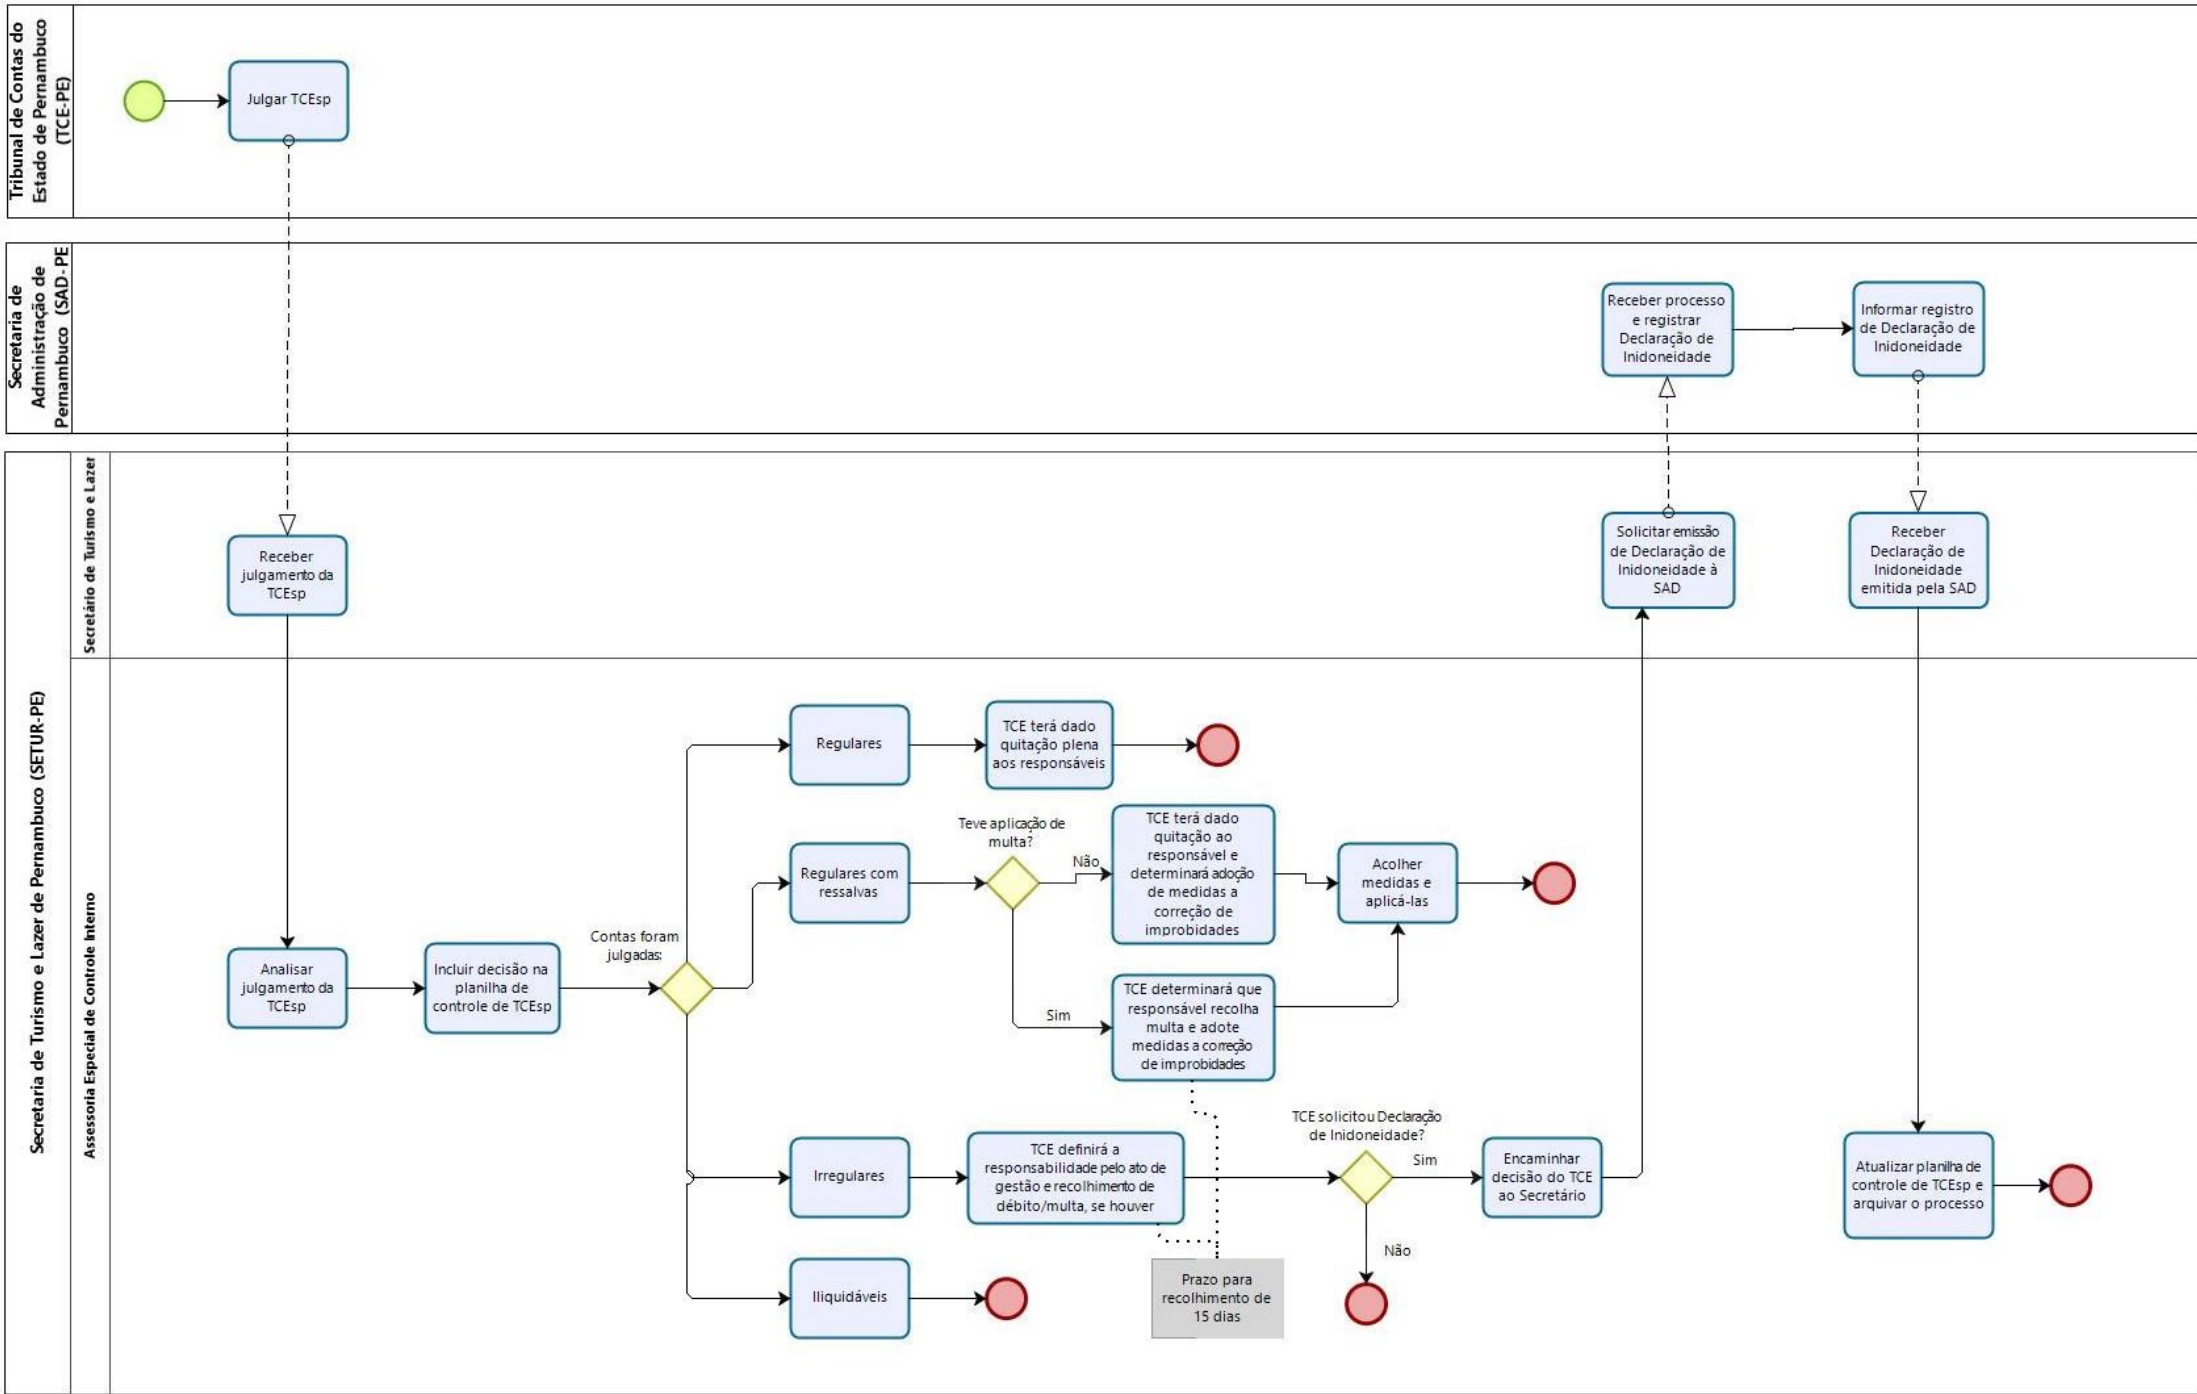 Tribunal de Contas do
Estado de Pernambuco
(TCE-PE)
Julgar TCEsp
Secretaria de
Administração de
Pernambuco (SAD-PE
Receber processo
e registrar
Declaração de
Inidoneidade
Informar registro
de Declaração de
Inidoneidade
Secretaria de Turismo e Lazer de Pernambuco (SETUR-PE)
Secretário de Turismo e Lazer
Receber
julgamento da
TCEsp
Solicitar emissão
de Declaração de
Inidoneidade à
SAD
Receber
Declaração de
Inidoneidade
emitida pela SAD
Assessoria Especial de Controle Interno
Analisar
julgamento da
TCEsp
Incluir decisão na
planilha de
controle de TCEsp
Contas foram
julgadas:
Regulares
TCE terá dado
quitação plena
aos responsáveis
Regulares com
ressalvas
Teve aplicação de
multa?
Não
TCE terá dado
quitação ao
responsável e
determinará adoção
de medidas a
correção de
improbidades
Acolher
medidas e
aplicá-las
Sim
TCE determinará que
responsável recolha
multa e adote
medidas a correção
de improbidades
Irregulares
TCE definirá a
responsabilidade pelo ato de
gestão e recolhimento de
débito/multa, se houver
TCE solicitou Declaração
de Inidoneidade?
Sim
Encaminhar
decisão do TCE
ao Secretário
Não
Atualizar planilha de
controle de TCEsp e
arquivar o processo
Iliquidáveis
Prazo para
recolhimento de
15 dias